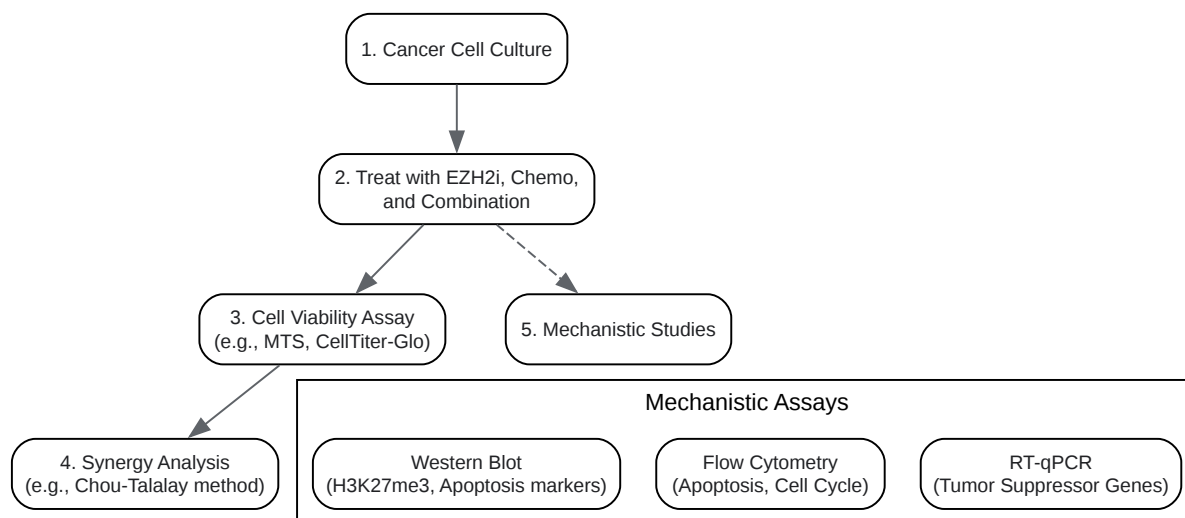 1. Cancer Cell Culture
2. Treat with EZH2i, Chemo,
and Combination
3. Cell Viability Assay
(e.g., MTS, CellTiter-Glo)
5. Mechanistic Studies
Mechanistic Assays
4. Synergy Analysis
(e.g., Chou-Talalay method)
Western Blot
(H3K27me3, Apoptosis markers)
Flow Cytometry
(Apoptosis, Cell Cycle)
RT-qPCR
(Tumor Suppressor Genes)